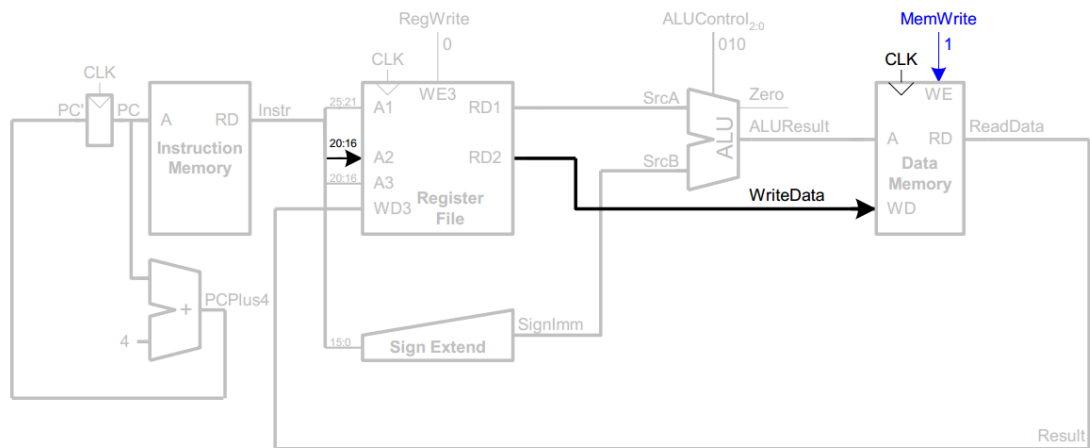 RegWrite
0
ALUControl2:0
010
MemWrite
1
CLK
CLK
CLK
PC'
PC
A
RD
Instr
Instruction
Memory
25:21
A1
WE3
RD1
20:16
A2
RD2
20:16
A3
WD3
Register
File
SrcA
SrcB
ALU
Zero
ALUResult
WE
A
RD
ReadData
Data
Memory
WriteData
WD
+
PCPlus4
4
15:0
Sign Extend
SignImm
Result